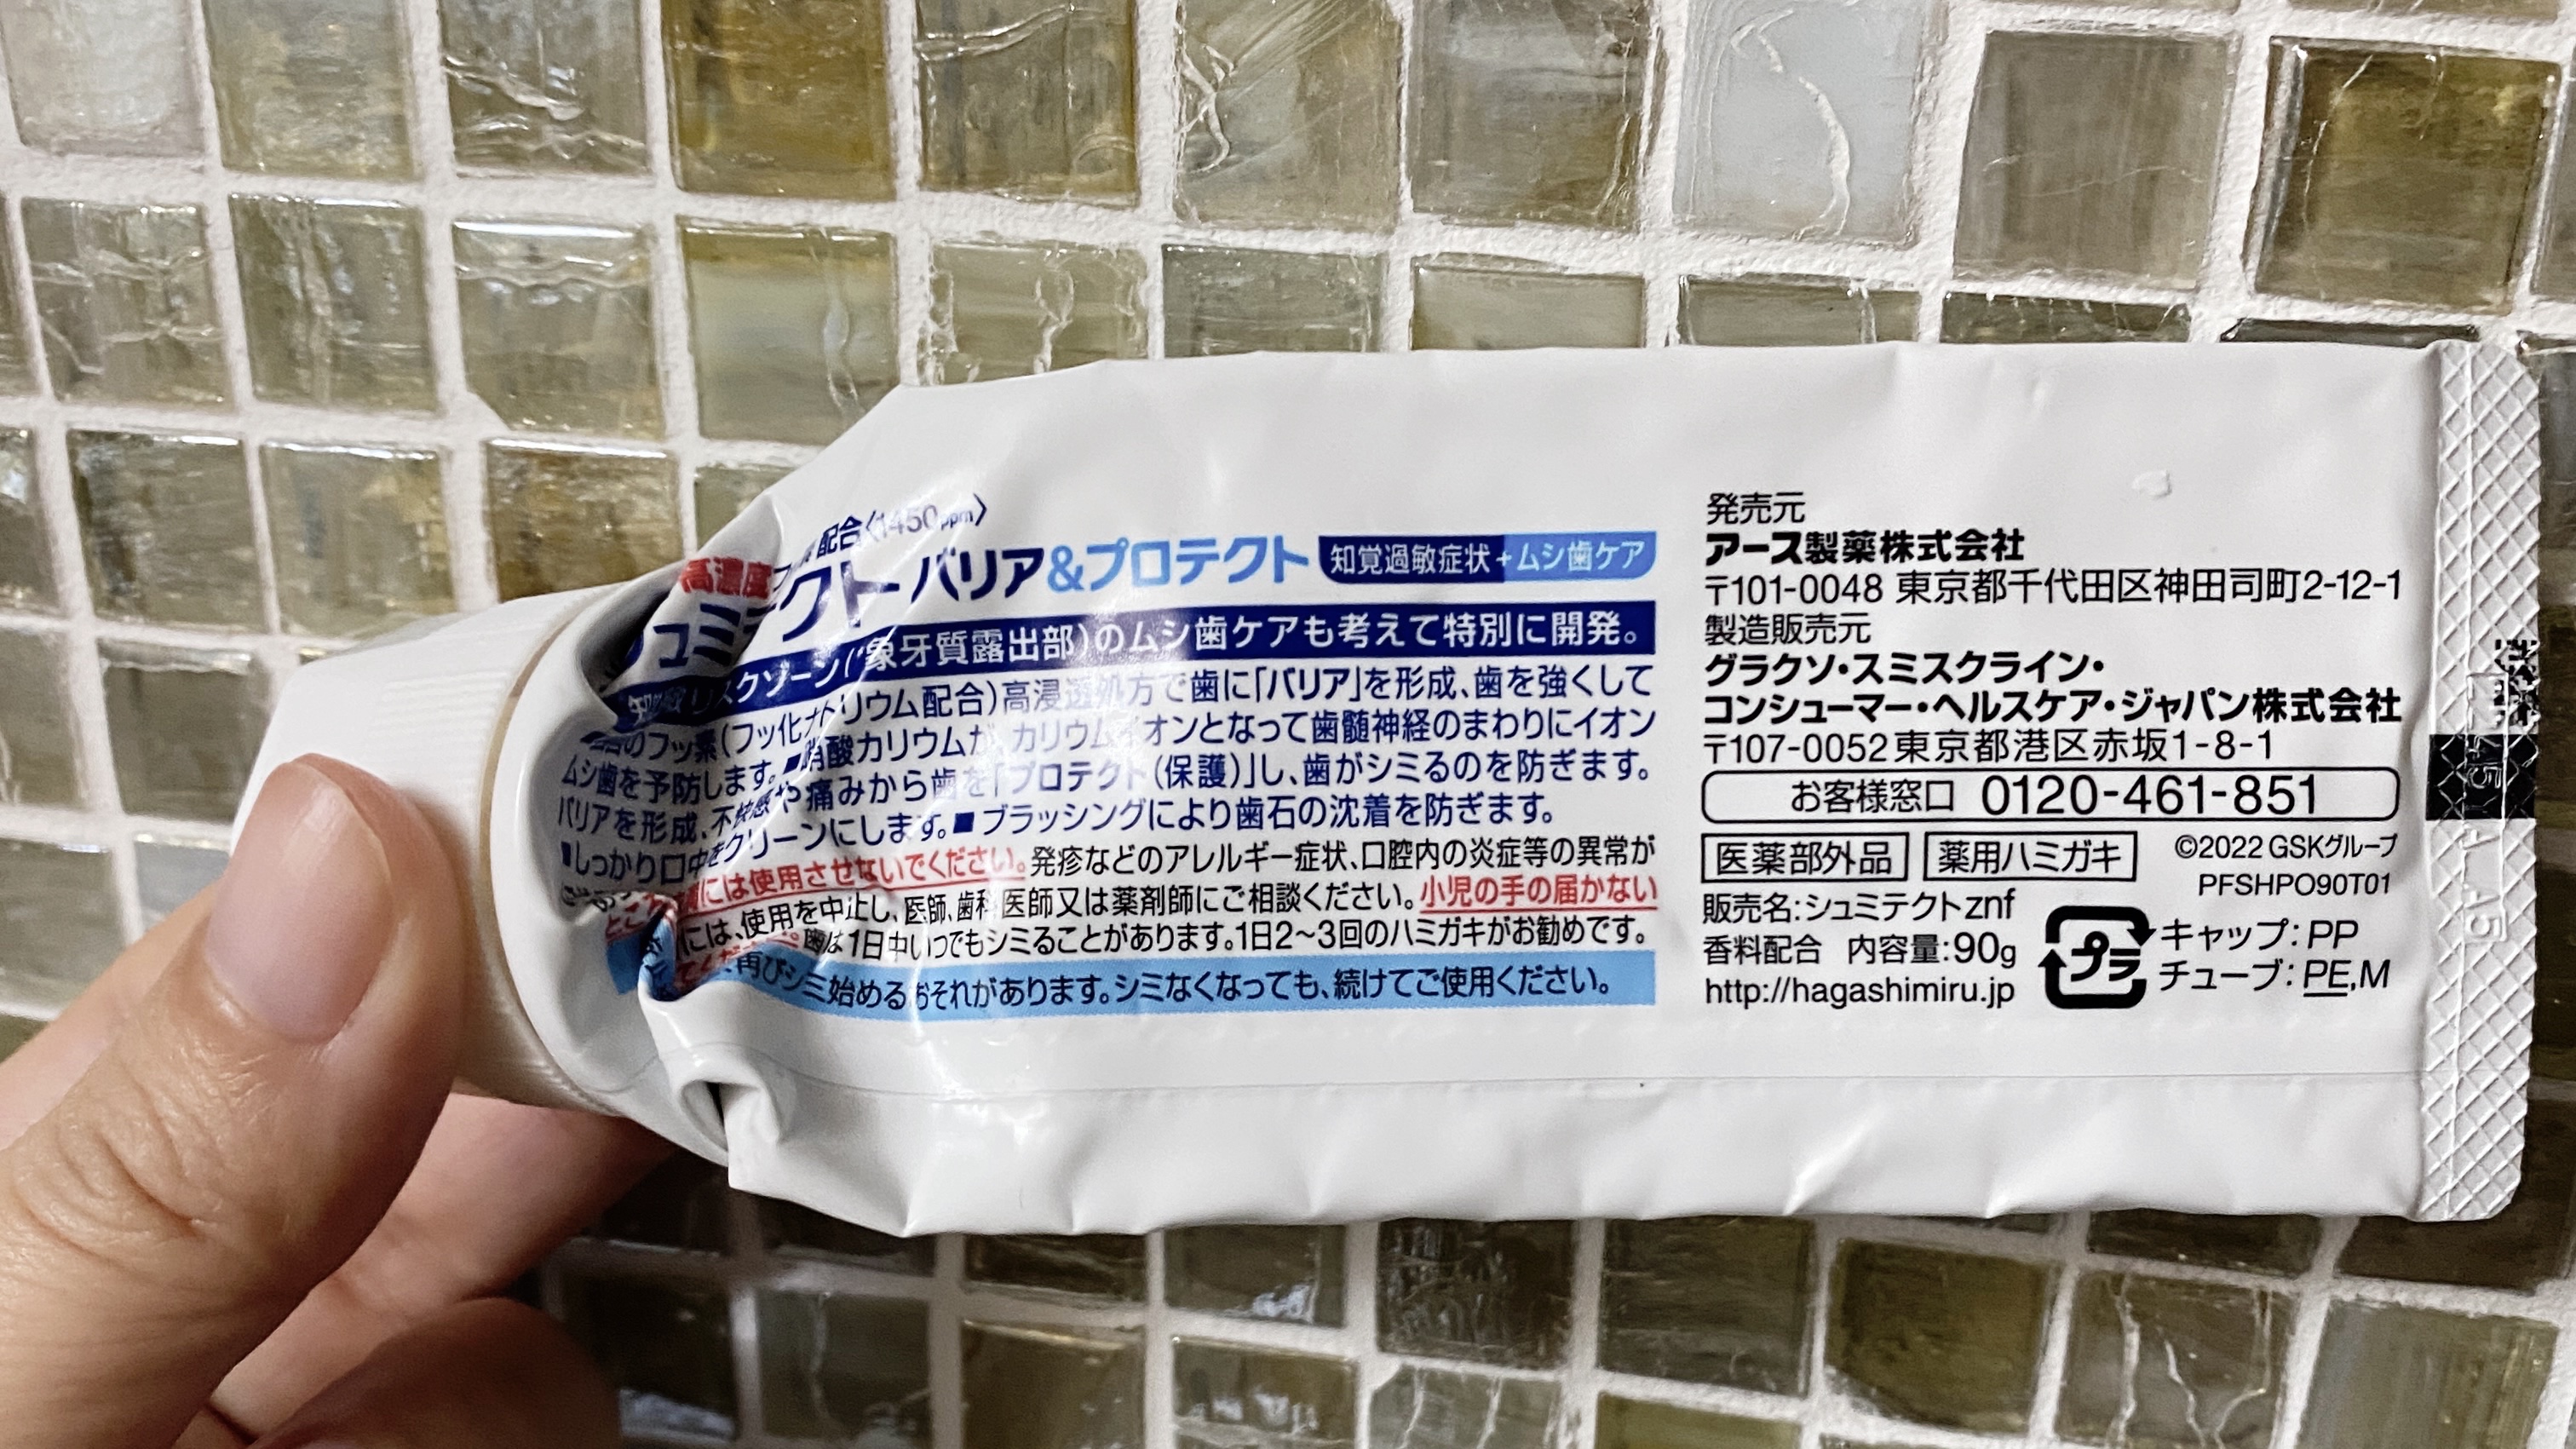 高濃度 配合〈1450ppm〉
シュミテクト バリア&プロテクト 知覚過敏症状+ムシ歯ケア
リスクゾーン(*象牙質露出部)のムシ歯ケアも考えて特別に開発。
のフッ素(フッ化ナトリウム配合)高浸透処方で歯に「バリア」を形成、歯を強くして
ムシ歯を予防します。■硝酸カリウムが、カリウムイオンとなって歯髄神経のまわりにイオン
バリアを形成、不快感や痛みから歯を「プロテクト(保護)」し、歯がシミるのを防ぎます。
■しっかり口中をクリーンにします。■ブラッシングにより歯石の沈着を防ぎます。
には使用させないでください。発疹などのアレルギー症状、口腔内の炎症等の異常が
には、使用を中止し、医師、歯科医師又は薬剤師にご相談ください。小児の手の届かない
歯は1日中いつでもシミることがあります。1日2~3回のハミガキがお勧めです。
再びシミ始めるおそれがあります。シミなくなっても、続けてご使用ください。
発売元
アース製薬株式会社
〒101-0048 東京都千代田区神田司町2-12-1
製造販売元
グラクソ・スミスクライン・
コンシューマー・ヘルスケア・ジャパン株式会社
〒107-0052 東京都港区赤坂1-8-1
お客様窓口 0120-461-851
医薬部外品 薬用ハミガキ ©2022 GSKグループ
PFSHPO90T01
販売名:シュミテクトznf
香料配合 内容量:90g
http://hagashimiru.jp
プラ
キャップ:PP
チューブ:PE,M